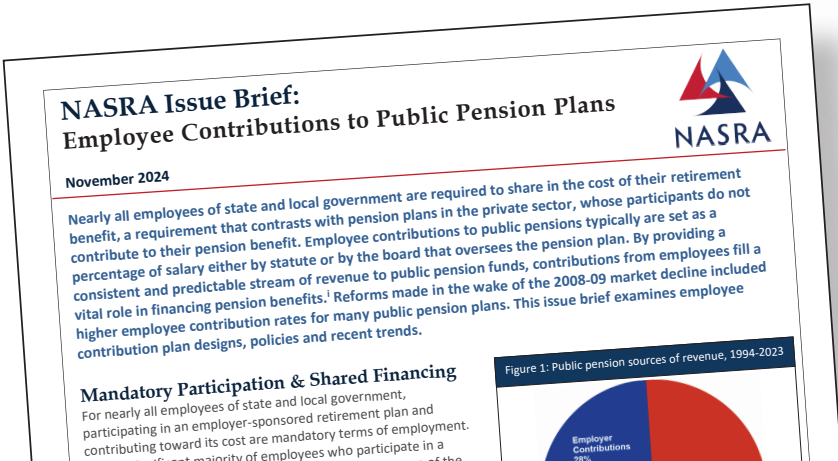 NASRA Issue Brief:
Employee Contributions to Public Pension Plans
NASRA
November 2024
Nearly all employees of state and local government are required to share in the cost of their retirement
benefit, a requirement that contrasts with pension plans in the private sector, whose participants do not
contribute to their pension benefit. Employee contributions to public pensions typically are set as a
percentage of salary either by statute or by the board that oversees the pension plan. By providing a
consistent and predictable stream of revenue to public pension funds, contributions from employees fill a
vital role in financing pension benefits.i Reforms made in the wake of the 2008-09 market decline included
higher employee contribution rates for many public pension plans. This issue brief examines employee
contribution plan designs, policies and recent trends.
Mandatory Participation & Shared Financing
For nearly all employees of state and local government,
participating in an employer-sponsored retirement plan and
contributing toward its cost are mandatory terms of employment.
majority of employees who participate in a
of the
Figure 1: Public pension sources of revenue, 1994-2023
Employer
Contributions
28%